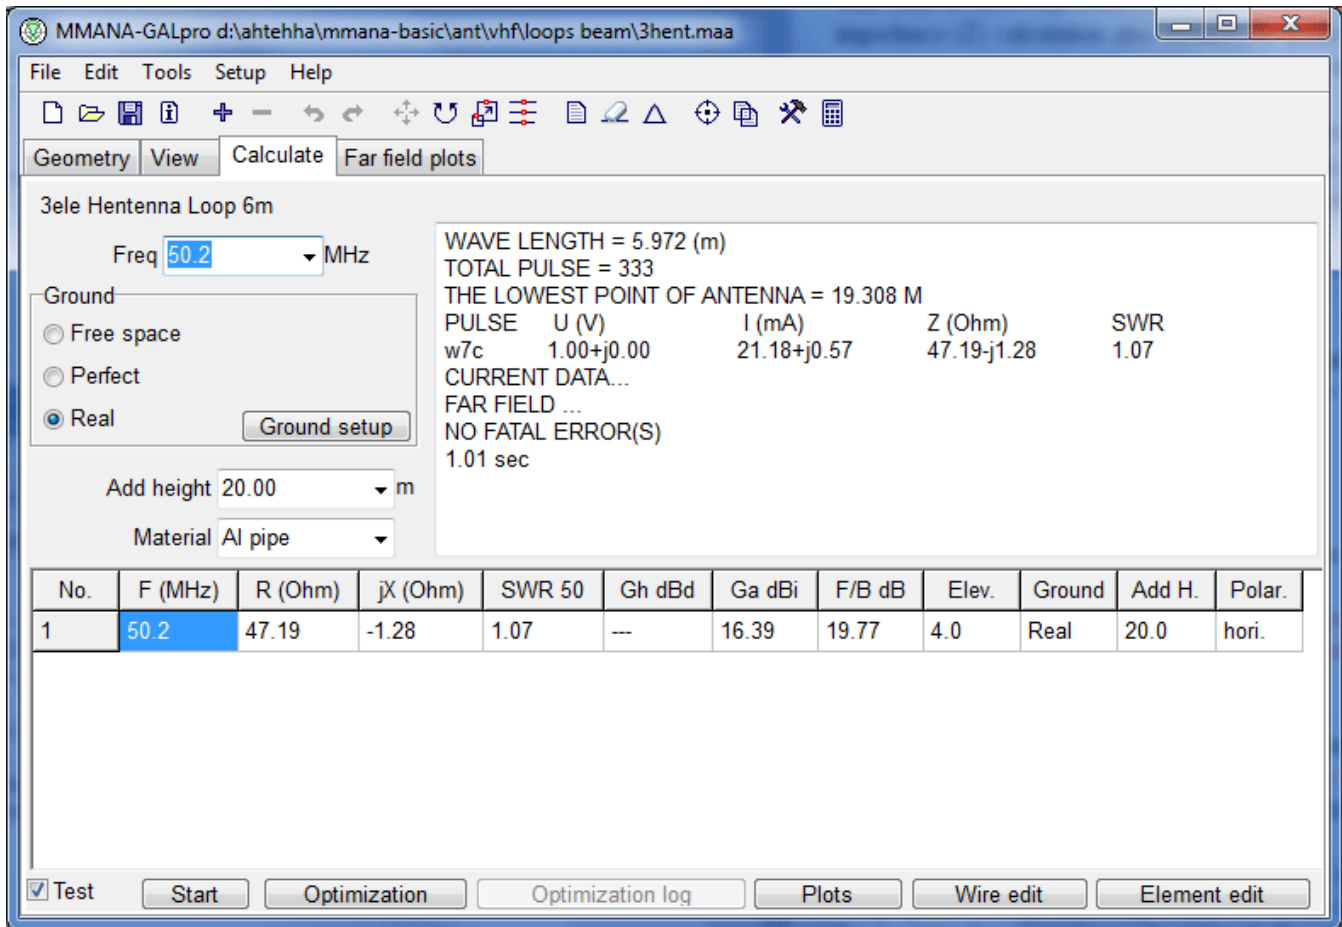 MMANA-GALpro d:\ahtehha\mmana-basic\ant\vhf\loops beam\3hent.maa
File Edit Tools Setup Help
Geometry View Calculate Far field plots
3ele Hentenna Loop 6m
Freq 50.2 MHz
Ground
Free space
Perfect
Real Ground setup
Add height 20.00 m
Material Al pipe
WAVE LENGTH = 5.972 (m)
TOTAL PULSE = 333
THE LOWEST POINT OF ANTENNA = 19.308 M
PULSE U (V) I (mA) Z (Ohm) SWR
w7c 1.00+j0.00 21.18+j0.57 47.19-j1.28 1.07
CURRENT DATA...
FAR FIELD ...
NO FATAL ERROR(S)
1.01 sec
No. F (MHz) R (Ohm) jX (Ohm) SWR 50 Gh dBd Ga dBi F/B dB Elev. Ground Add H. Polar.
1 50.2 47.19 -1.28 1.07 --- 16.39 19.77 4.0 Real 20.0 hori.
Test Start Optimization Optimization log Plots Wire edit Element edit